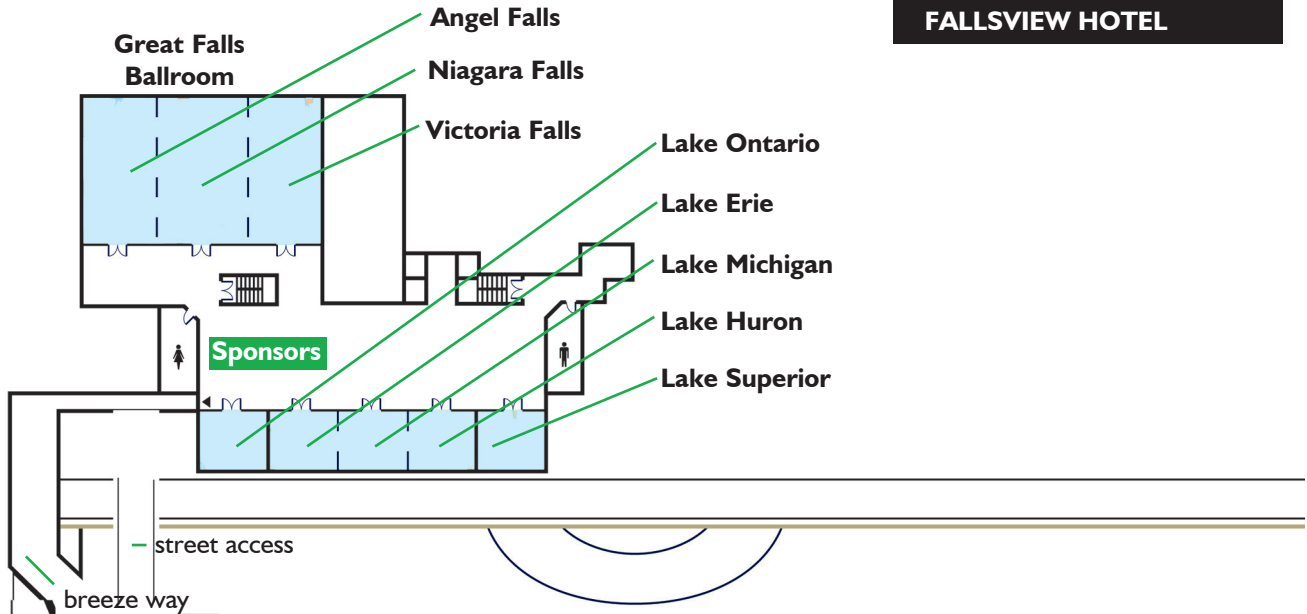 FALLSVIEW HOTEL
Angel Falls
Great Falls
Ballroom
Niagara Falls
Victoria Falls
Lake Ontario
Lake Erie
Lake Michigan
Lake Huron
Sponsors
Lake Superior
street access
breeze way